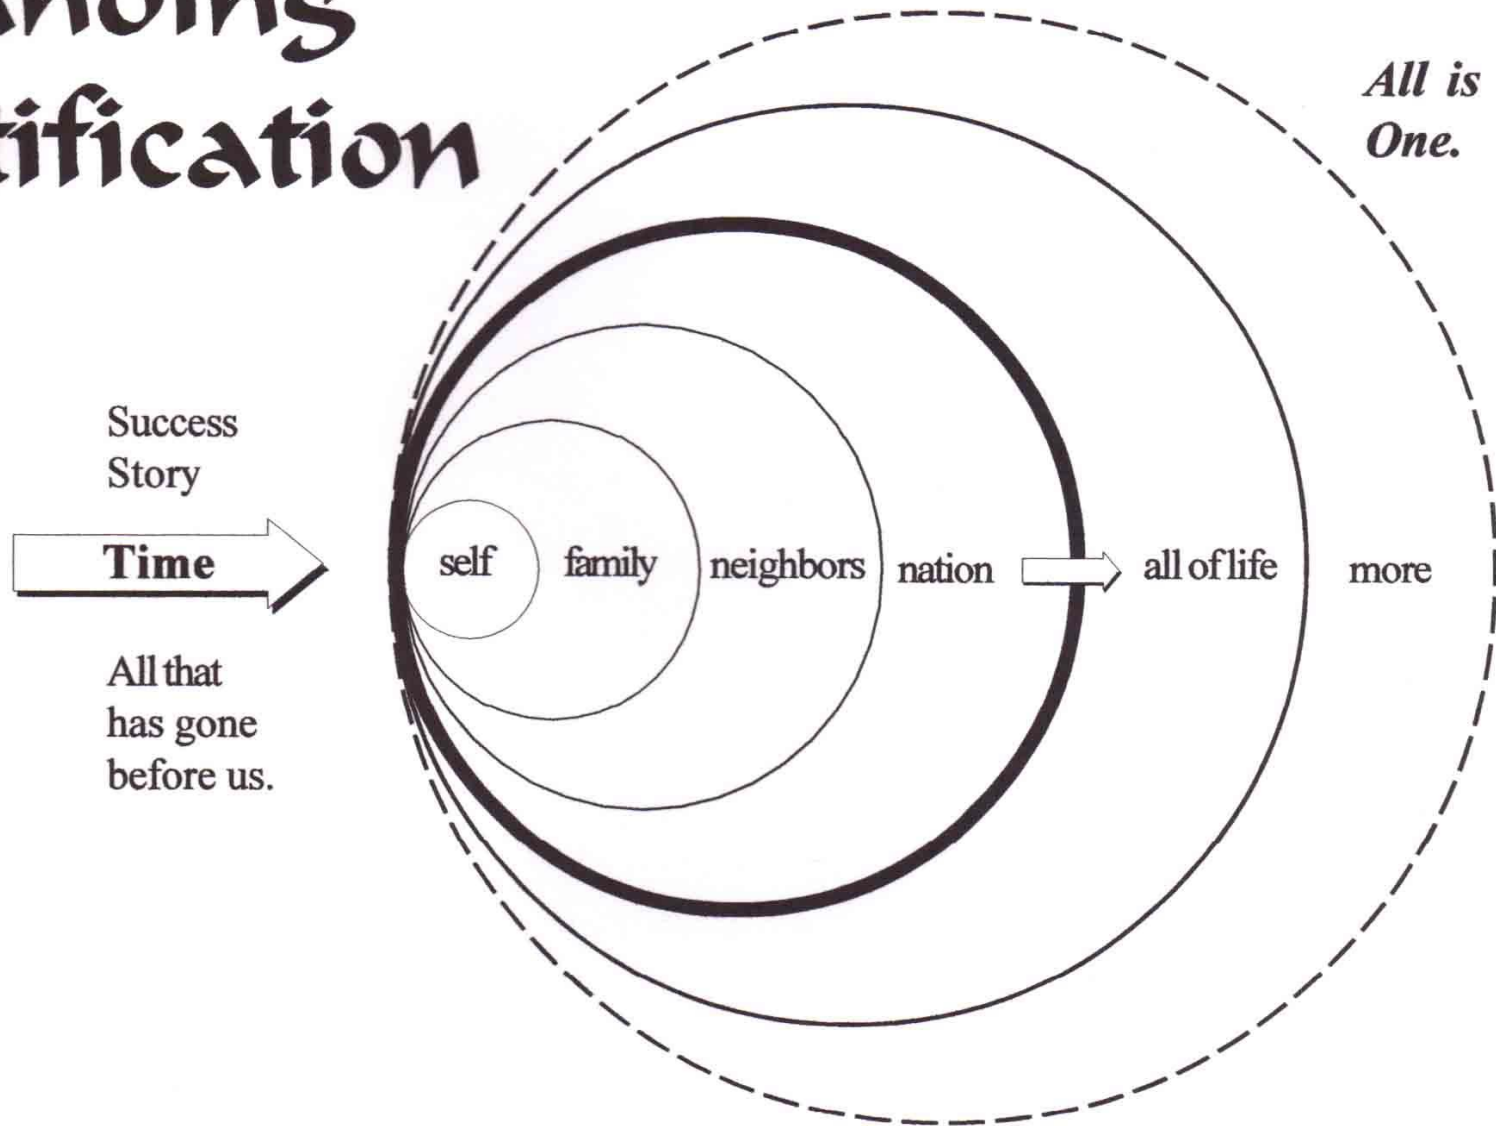 nding
tification
All is
One.
Success
Story
Time
self family neighbors nation all of life more
All that
has gone
before us.